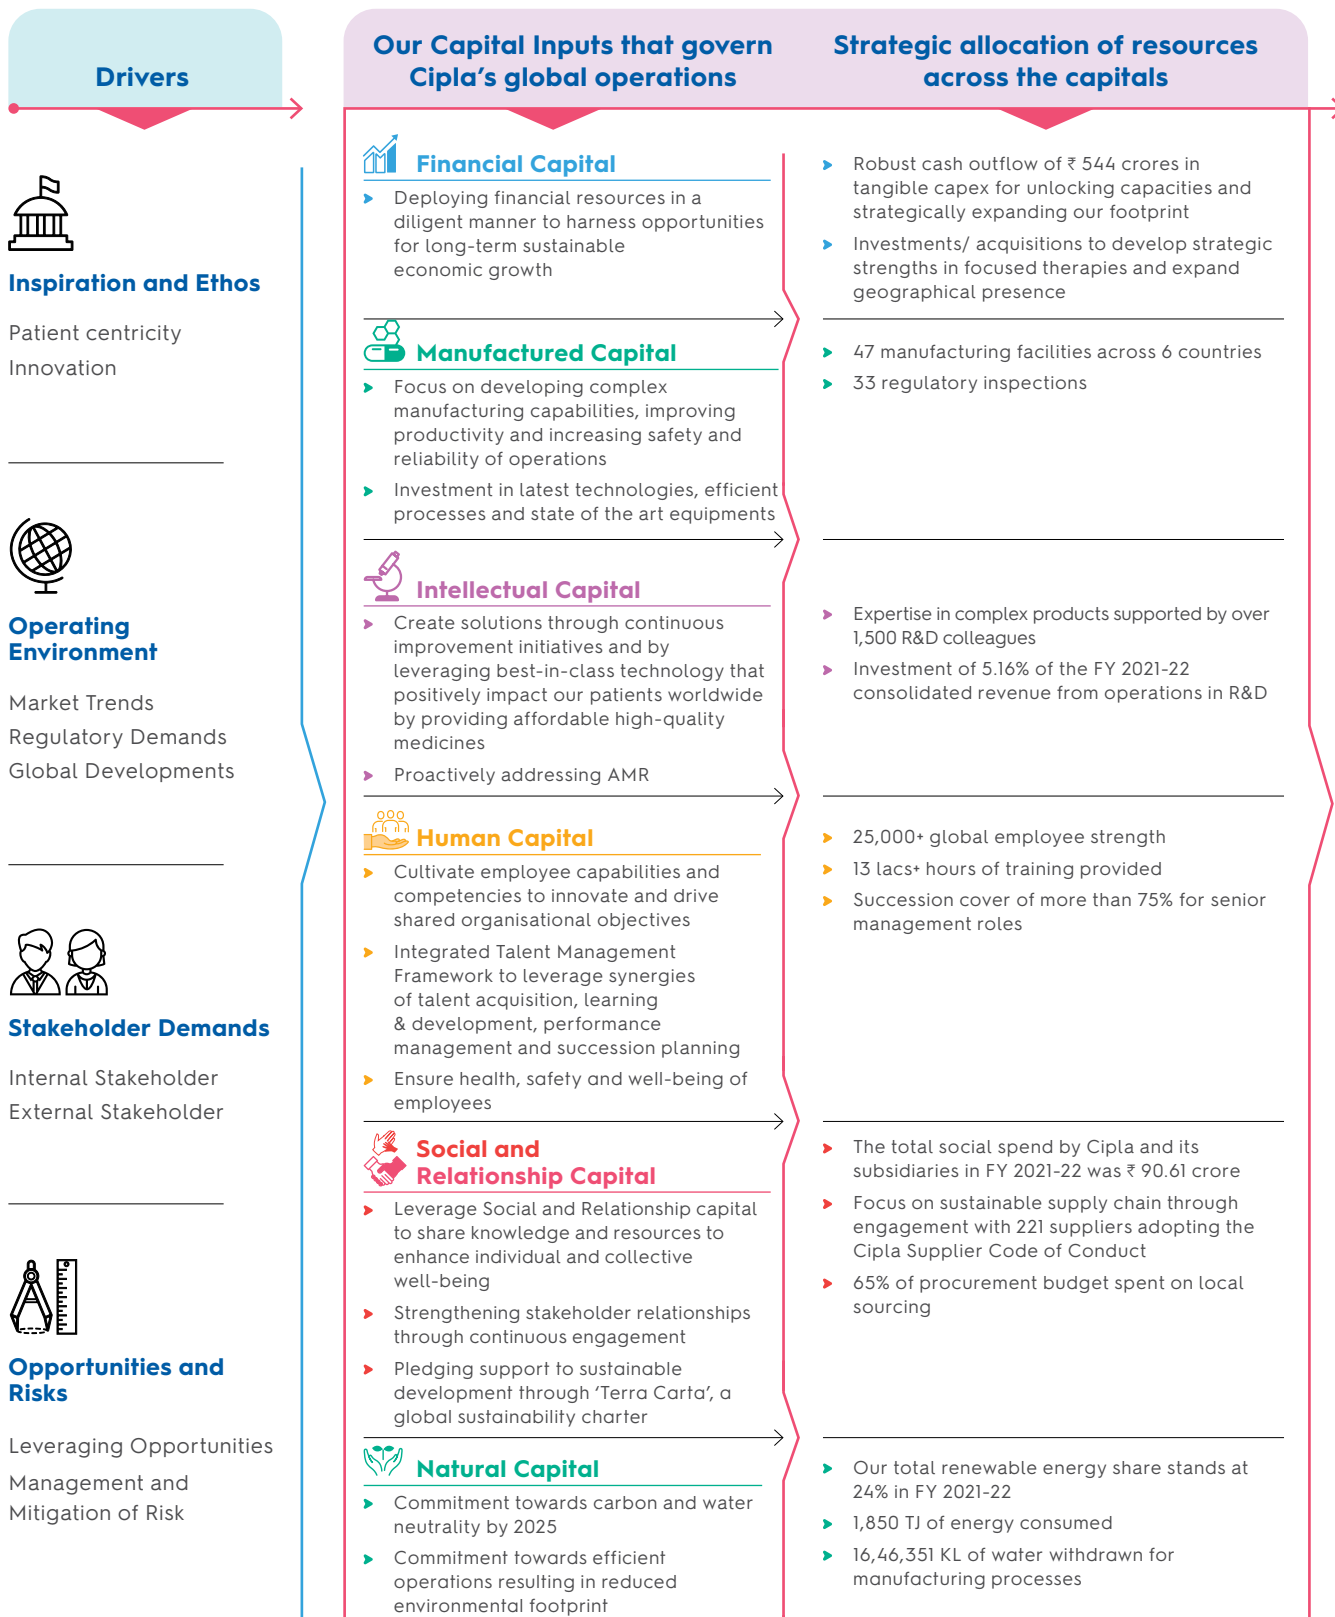 Drivers
Inspiration and Ethos
Patient centricity
Innovation
Operating
Environment
Market Trends
Regulatory Demands
Global Developments
Stakeholder Demands
Internal Stakeholder
External Stakeholder
Opportunities and
Risks
Leveraging Opportunities
Management and
Mitigation of Risk
Our Capital Inputs that govern
Cipla's global operations
Strategic allocation of resources
across the capitals
Financial Capital
Deploying financial resources in a
diligent manner to harness opportunities
for long-term sustainable
economic growth
Robust cash outflow of ₹ 544 crores in
tangible capex for unlocking capacities and
strategically expanding our footprint
Investments/ acquisitions to develop strategic
strengths in focused therapies and expand
geographical presence
Manufactured Capital
Focus on developing complex
manufacturing capabilities, improving
productivity and increasing safety and
reliability of operations
Investment in latest technologies, efficient
processes and state of the art equipments
47 manufacturing facilities across 6 countries
33 regulatory inspections
Intellectual Capital
Create solutions through continuous
improvement initiatives and by
leveraging best-in-class technology that
positively impact our patients worldwide
by providing affordable high-quality
medicines
Proactively addressing AMR
Expertise in complex products supported by over
1,500 R&D colleagues
Investment of 5.16% of the FY 2021-22
consolidated revenue from operations in R&D
Human Capital
Cultivate employee capabilities and
competencies to innovate and drive
shared organisational objectives
Integrated Talent Management
Framework to leverage synergies
of talent acquisition, learning
& development, performance
management and succession planning
Ensure health, safety and well-being of
employees
25,000+ global employee strength
13 lacs+ hours of training provided
Succession cover of more than 75% for senior
management roles
Social and
Relationship Capital
Leverage Social and Relationship capital
to share knowledge and resources to
enhance individual and collective
well-being
Strengthening stakeholder relationships
through continuous engagement
Pledging support to sustainable
development through ‘Terra Carta’, a
global sustainability charter
The total social spend by Cipla and its
subsidiaries in FY 2021-22 was ₹ 90.61 crore
Focus on sustainable supply chain through
engagement with 221 suppliers adopting the
Cipla Supplier Code of Conduct
65% of procurement budget spent on local
sourcing
Natural Capital
Commitment towards carbon and water
neutrality by 2025
Commitment towards efficient
operations resulting in reduced
environmental footprint
Our total renewable energy share stands at
24% in FY 2021-22
1,850 TJ of energy consumed
16,46,351 KL of water withdrawn for
manufacturing processes